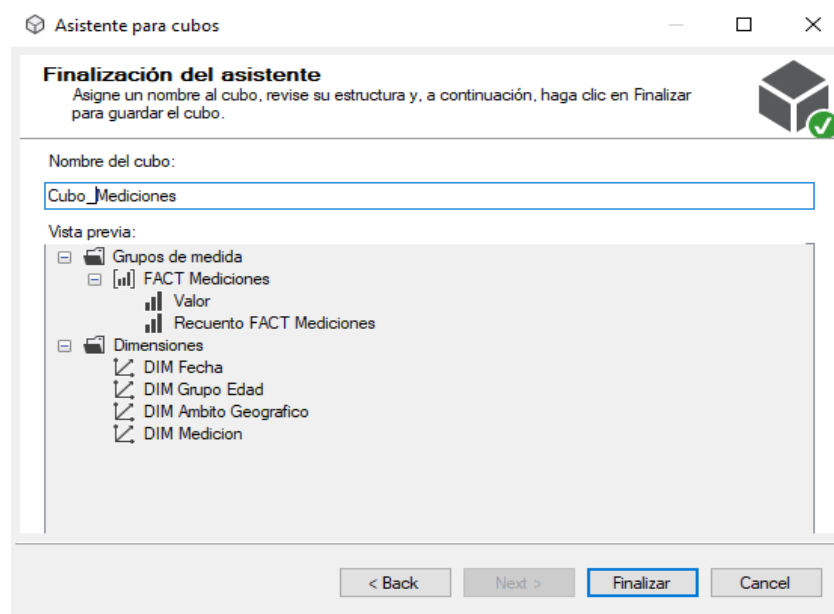 Asistente para cubos
Finalización del asistente
Asigne un nombre al cubo, revise su estructura y, a continuación, haga clic en Finalizar
para guardar el cubo.
Nombre del cubo:
Cubo_Mediciones
Vista previa:
Grupos de medida
FACT Mediciones
Valor
Recuento FACT Mediciones
Dimensiones
DIM Fecha
DIM Grupo Edad
DIM Ambito Geografico
DIM Medicion
< Back Next > Finalizar Cancel